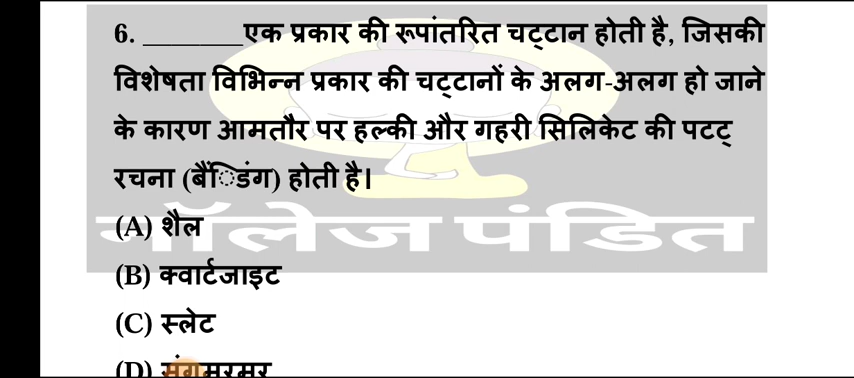 6. ________ एक प्रकार की रूपांतरित चट्टान होती है, जिसकी
विशेषता विभिन्न प्रकार की चट्टानों के अलग-अलग हो जाने
के कारण आमतौर पर हल्की और गहरी सिलिकेट की पटट्
रचना (बैंिडंग) होती है।
(A) शैल
नॉलेज पंडित
(B) क्वार्टजाइट
(C) स्लेट
(D) संगमरमर